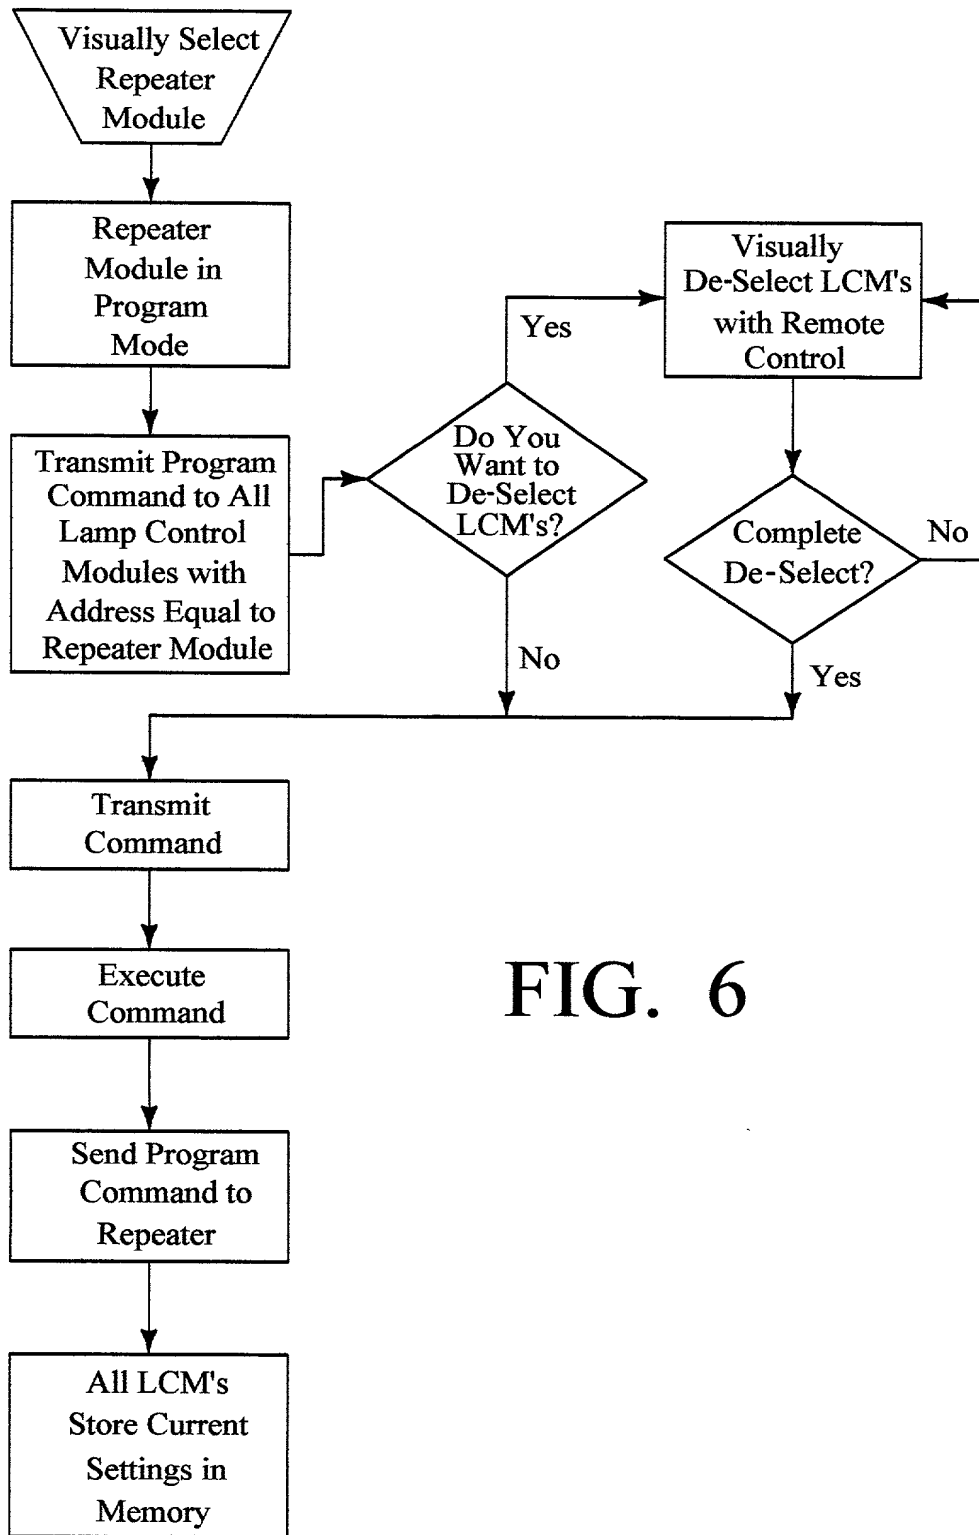 Visually Select
Repeater
Module
Repeater
Module in
Program
Mode
Transmit Program
Command to All
Lamp Control
Modules with
Address Equal to
Repeater Module
Do You
Want to
De-Select
LCM's?
Yes
No
Visually
De-Select LCM's
with Remote
Control
Complete
De-Select?
No
Yes
Transmit
Command
Execute
Command
Send Program
Command to
Repeater
All LCM's
Store Current
Settings in
Memory
FIG. 6